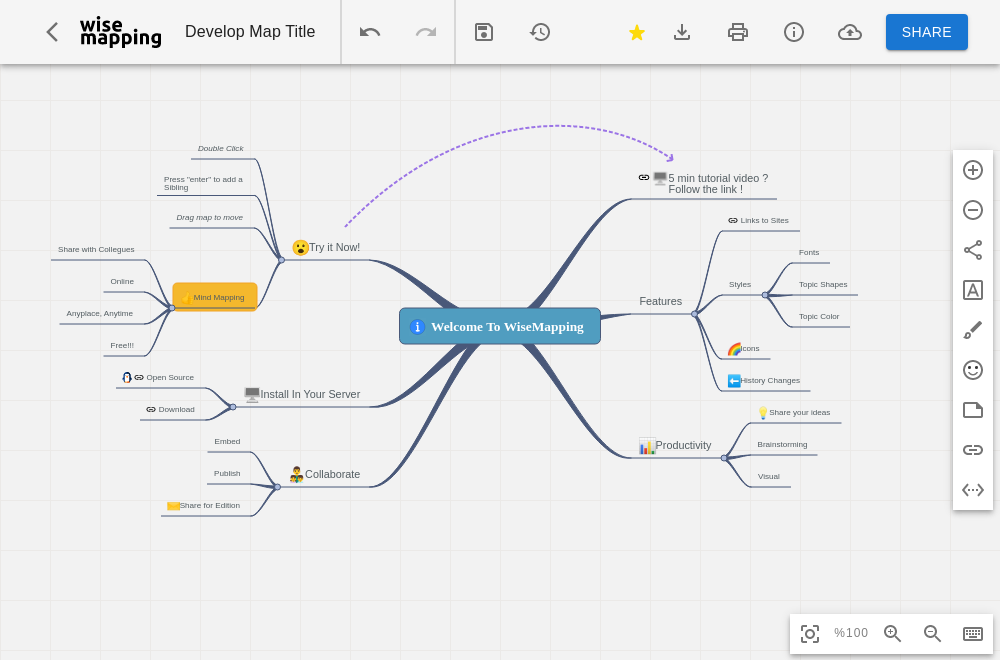 wise
mapping
Develop Map Title
SHARE
Double Click
Press "enter" to add a
Sibling
Drag map to move
Try it Now!
Share with Collegues
Online
Mind Mapping
Anyplace, Anytime
Free!!!
Open Source
Download
Install In Your Server
Embed
Publish
Share for Edition
Collaborate
Welcome To WiseMapping
5 min tutorial video ?
Follow the link !
Links to Sites
Fonts
Styles
Topic Shapes
Topic Color
Features
Icons
History Changes
Share your ideas
Productivity
Brainstorming
Visual
%100